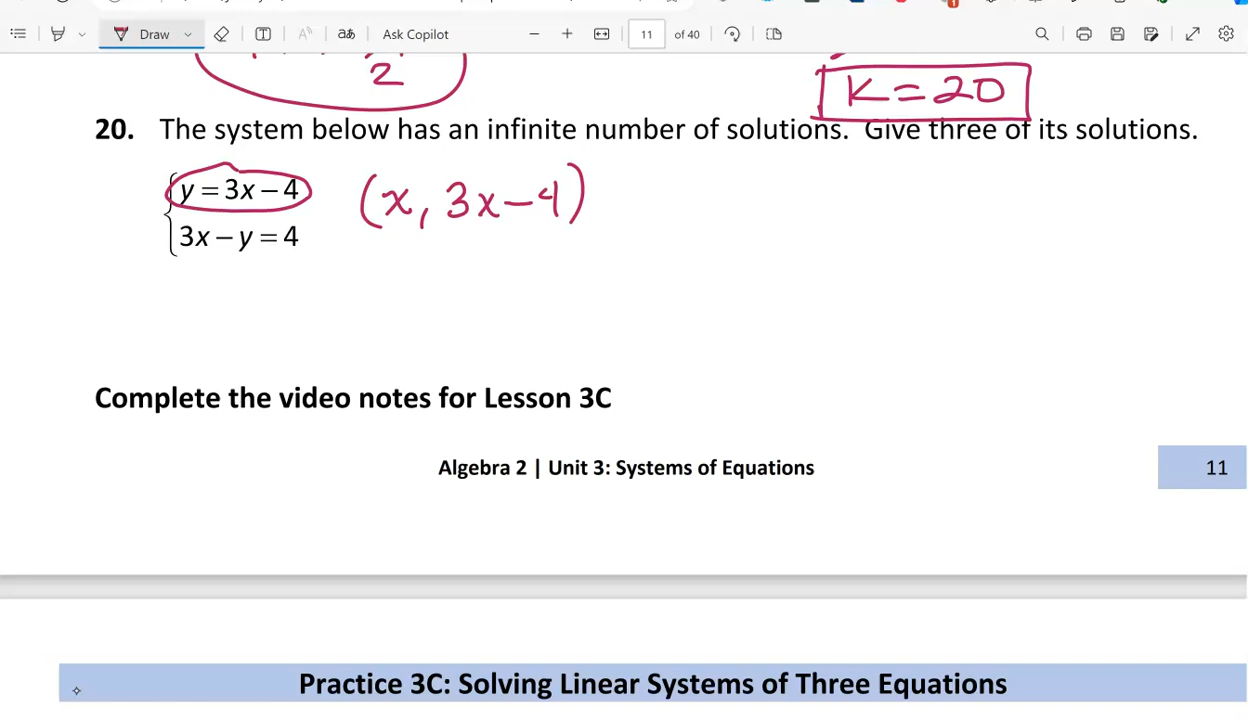 Draw
Ask Copilot
11 of 40
2
K = 20
20. The system below has an infinite number of solutions. Give three of its solutions.
y = 3x − 4
(x, 3x − 4)
3x − y = 4
Complete the video notes for Lesson 3C
Algebra 2 | Unit 3: Systems of Equations
11
Practice 3C: Solving Linear Systems of Three Equations